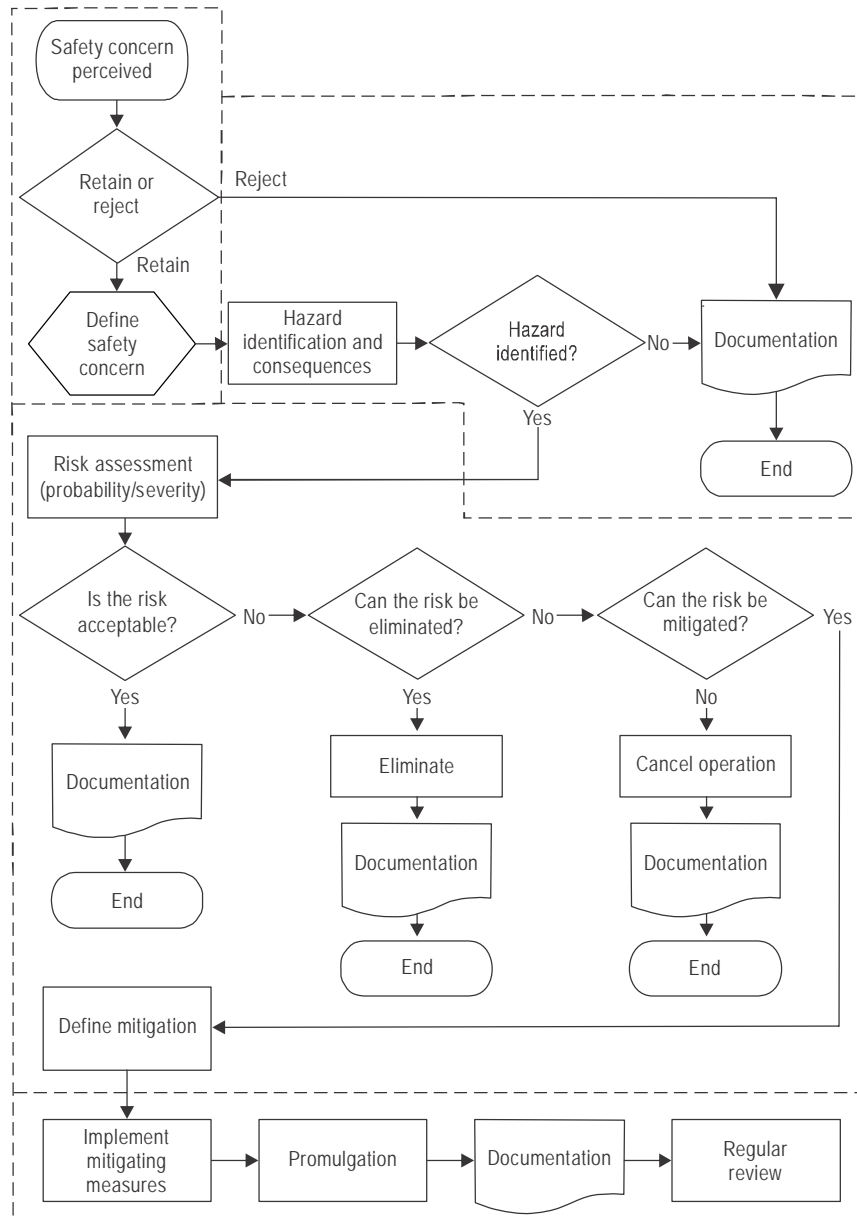 Safety concern
perceived
Retain or
reject
Reject
Retain
Define
safety
concern
Hazard
identification and
consequences
Hazard
identified?
No
Documentation
Yes
End
Risk assessment
(probability/severity)
Is the risk
acceptable?
No
Can the risk be
eliminated?
No
Can the risk be
mitigated?
Yes
Yes
Yes
No
Documentation
Eliminate
Cancel operation
Documentation
Documentation
End
End
End
Define mitigation
Implement
mitigating
measures
Promulgation
Documentation
Regular
review